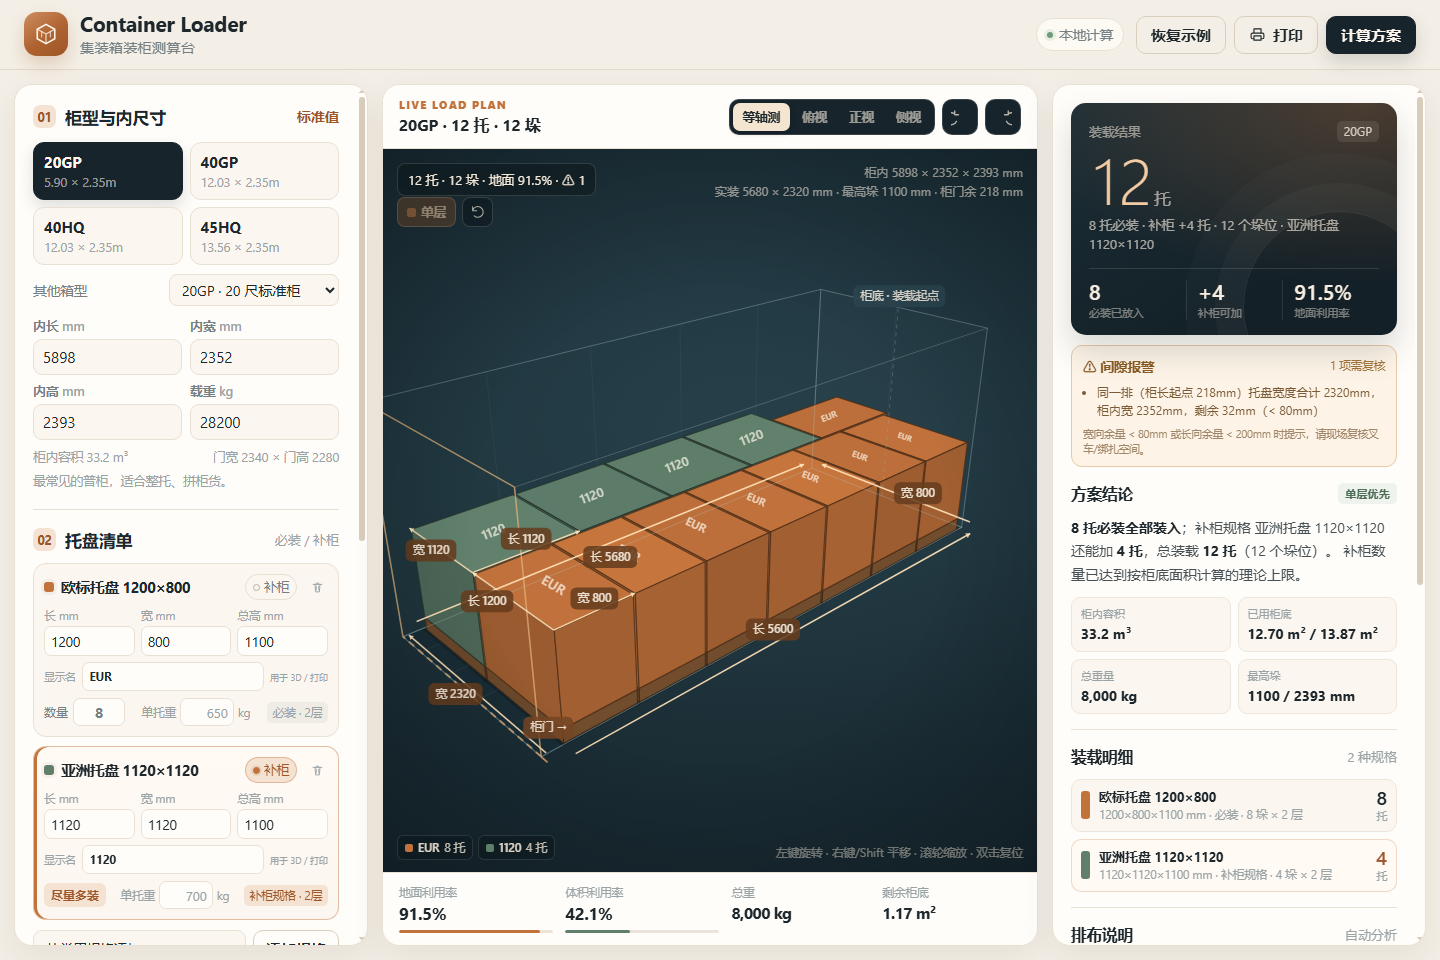 Container Loader
集装箱装柜测算台
本地计算
恢复示例
打印
计算方案
01 柜型与内尺寸 标准值
20GP
5.90 × 2.35m
40GP
12.03 × 2.35m
40HQ
12.03 × 2.35m
45HQ
13.56 × 2.35m
其他箱型
20GP · 20 尺标准柜
内长 mm
5898
内宽 mm
2352
内高 mm
2393
载重 kg
28200
柜内容积 33.2 m³
门宽 2340 × 门高 2280
最常见的普柜，适合整托、拼柜货。
02 托盘清单 必装 / 补柜
欧标托盘 1200×800 补柜
长 mm 宽 mm 总高 mm
1200 800 1100
显示名 EUR 用于 3D / 打印
数量 8 单托重 650 kg 必装 · 2层
亚洲托盘 1120×1120 补柜
长 mm 宽 mm 总高 mm
1120 1120 1100
显示名 1120 用于 3D / 打印
尽量多装 单托重 700 kg 补柜规格 · 2层
LIVE LOAD PLAN
20GP · 12 托 · 12 垛
等轴测 俯视 正视 侧视
12 托 · 12 垛 · 地面 91.5% · ⚠ 1
单层
柜内 5898 × 2352 × 2393 mm
实装 5680 × 2320 mm · 最高垛 1100 mm · 柜门余 218 mm
柜底 · 装载起点
EUR
EUR
1120
EUR
1120
EUR
1120
EUR
EUR
1120
EUR
宽 800
宽 1120
长 1120
长 5680
长 1200
宽 800
长 5600
宽 2320
柜门 →
EUR 8 托
1120 4 托
左键旋转 · 右键/Shift 平移 · 滚轮缩放 · 双击复位
地面利用率
91.5%
体积利用率
42.1%
总重
8,000 kg
剩余柜底
1.17 m²
装载结果 20GP
12 托
8 托必装 · 补柜 +4 托 · 12 个垛位 · 亚洲托盘
1120×1120
8
必装已放入
+4
补柜可加
91.5%
地面利用率
间隙报警 1 项需复核
• 同一排（柜长起点 218mm）托盘宽度合计 2320mm，
柜内宽 2352mm，剩余 32mm（< 80mm）
宽向余量 < 80mm 或长向余量 < 200mm 时提示，请现场复核叉
车/绑扎空间。
方案结论 单层优先
8 托必装全部装入；补柜规格 亚洲托盘 1120×1120
还能加 4 托，总装载 12 托（12 个垛位）。 补柜数
量已达到按柜底面积计算的理论上限。
柜内容积
33.2 m³
已用柜底
12.70 m² / 13.87 m²
总重量
8,000 kg
最高垛
1100 / 2393 mm
装载明细 2 种规格
欧标托盘 1200×800
1200×800×1100 mm · 必装 · 8 垛 × 2 层
8
托
亚洲托盘 1120×1120
1120×1120×1100 mm · 补柜规格 · 4 垛 × 2 层
4
托
排布说明 自动分析